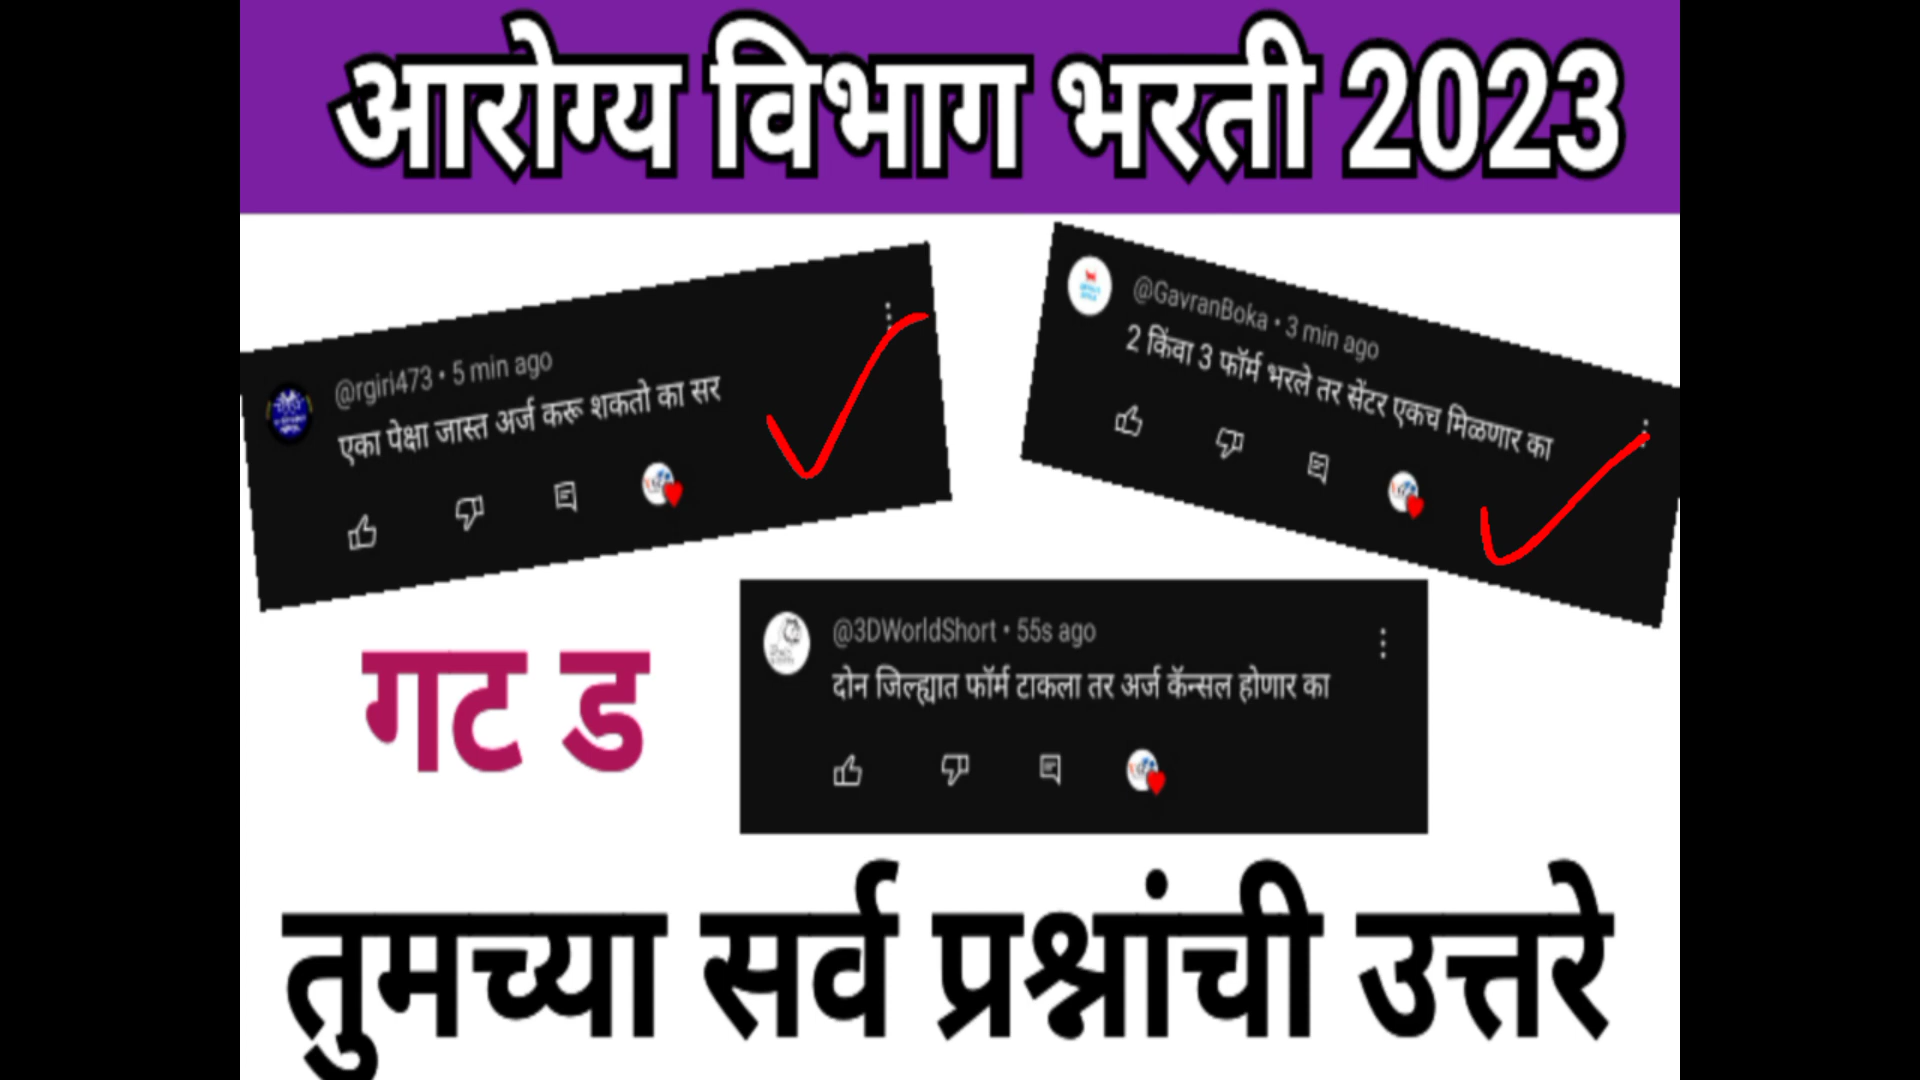 आरोग्य विभाग भरती 2023
@rgiri473 • 5 min ago
एका पेक्षा जास्त अर्ज करू शकतो का सर
@GavranBoka • 3 min ago
2 किंवा 3 फॉर्म भरले तर सेंटर एकच मिळणार का
गट ड
@3DWorldShort • 55s ago
दोन जिल्ह्यात फॉर्म टाकला तर अर्ज कॅन्सल होणार का
तुमच्या सर्व प्रश्नांची उत्तरे